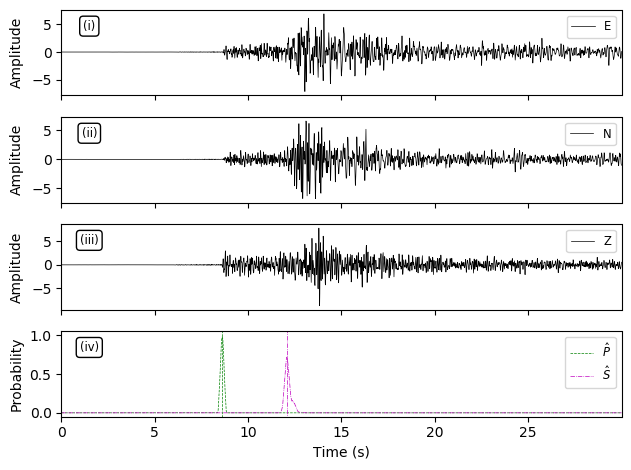 Amplitude
5
0
−5
(i)
E
Amplitude
5
0
−5
(ii)
N
Amplitude
5
0
−5
(iii)
Z
Probability
1.0
0.5
0.0
(iv)
P̂
Ŝ
0 5 10 15 20 25
Time (s)